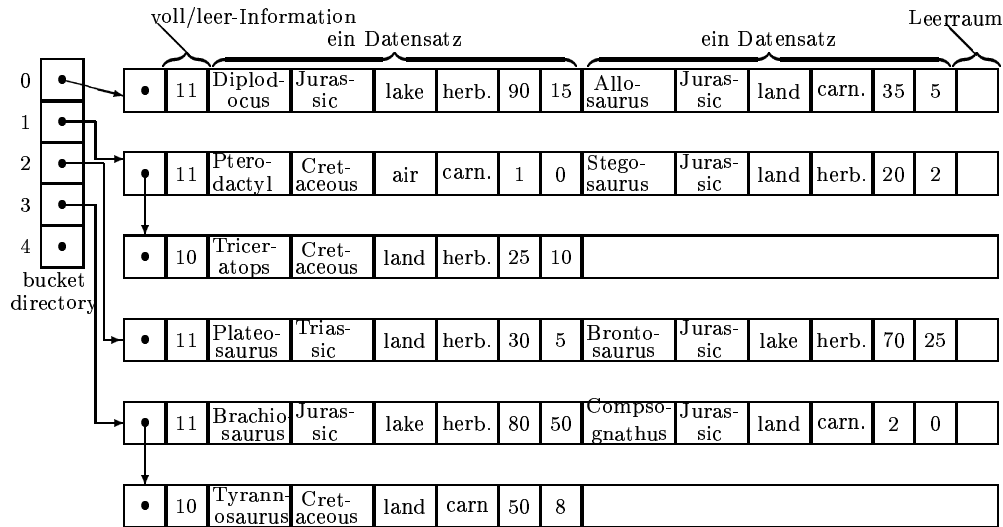 voll/leer-Information
Leerraum
ein Datensatz ein Datensatz
0
11 Diplod-ocus Juras-sic lake herb. 90 15 Allo-saurus Juras-sic land carn. 35 5
1
11 Ptero-dactyl Cret-aceous air carn. 1 0 Stego-saurus Juras-sic land herb. 20 2
2
3
4
10 Tricer-atops Cret-aceous land herb. 25 10
bucket
directory
11 Plateo-saurus Trias-sic land herb. 30 5 Bronto-saurus Juras-sic lake herb. 70 25
11 Brachio-saurus Juras-sic lake herb. 80 50 Compso-gnathus Juras-sic land carn. 2 0
10 Tyrann-osaurus Cret-aceous land carn 50 8